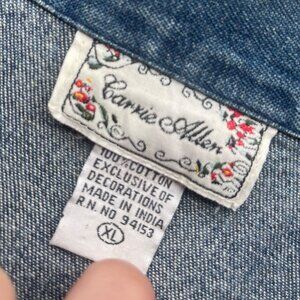 Carrie Allen
100% COTTON
EXCLUSIVE OF
DECORATIONS
MADE IN INDIA
R.N. NO 94153
XL